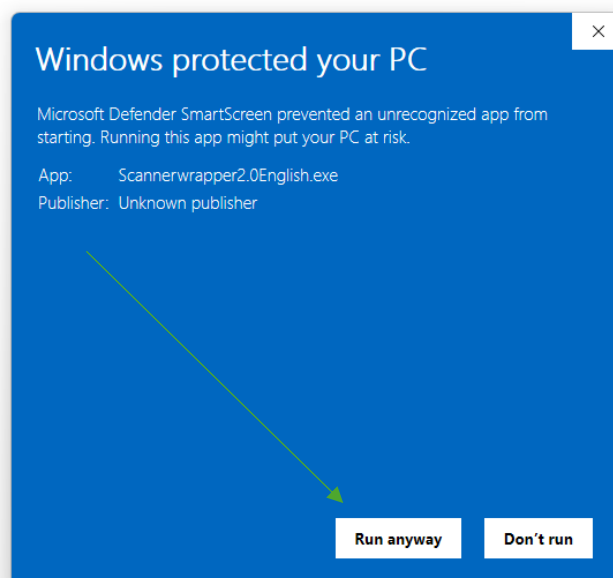 Windows protected your PC
Microsoft Defender SmartScreen prevented an unrecognized app from
starting. Running this app might put your PC at risk.
App: Scannerwrapper2.0English.exe
Publisher: Unknown publisher
Run anyway Don’t run